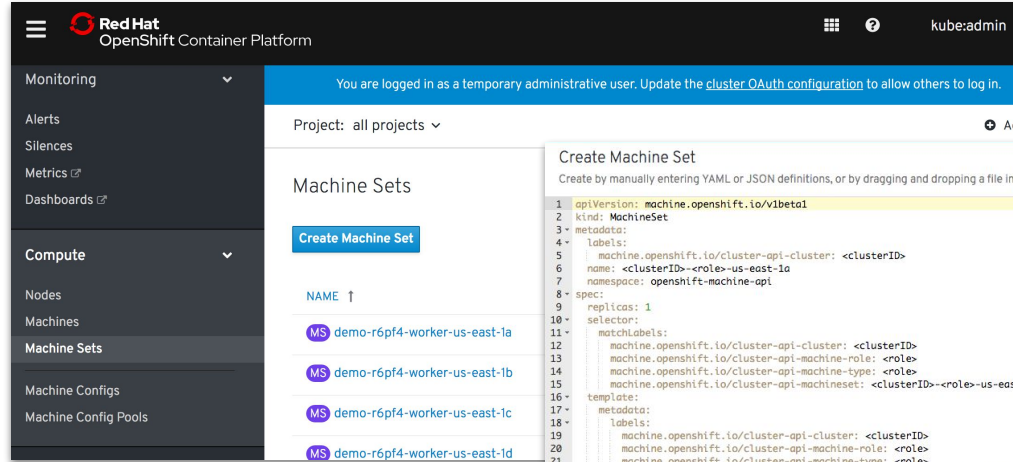 Red Hat
OpenShift Container Platform
kube:admin
Monitoring
Alerts
Silences
Metrics
Dashboards
Compute
Nodes
Machines
Machine Sets
Machine Configs
Machine Config Pools
You are logged in as a temporary administrative user. Update the cluster OAuth configuration to allow others to log in.
Project: all projects
Machine Sets
Create Machine Set
NAME
MS demo-r6pf4-worker-us-east-1a
MS demo-r6pf4-worker-us-east-1b
MS demo-r6pf4-worker-us-east-1c
MS demo-r6pf4-worker-us-east-1d
Create Machine Set
Create by manually entering YAML or JSON definitions, or by dragging and dropping a file in
1 apiVersion: machine.openshift.io/v1beta1
2 kind: MachineSet
3 metadata:
4 labels:
5 machine.openshift.io/cluster-api-cluster: <clusterID>
6 name: <clusterID>-<role>-us-east-1a
7 namespace: openshift-machine-api
8 spec:
9 replicas: 1
10 selector:
11 matchLabels:
12 machine.openshift.io/cluster-api-cluster: <clusterID>
13 machine.openshift.io/cluster-api-machine-role: <role>
14 machine.openshift.io/cluster-api-machine-type: <role>
15 machine.openshift.io/cluster-api-machineset: <clusterID>-<role>-us-eas
16 template:
17 metadata:
18 labels:
19 machine.openshift.io/cluster-api-cluster: <clusterID>
20 machine.openshift.io/cluster-api-machine-role: <role>
21 machine.openshift.io/cluster-api-machine-type: <role>